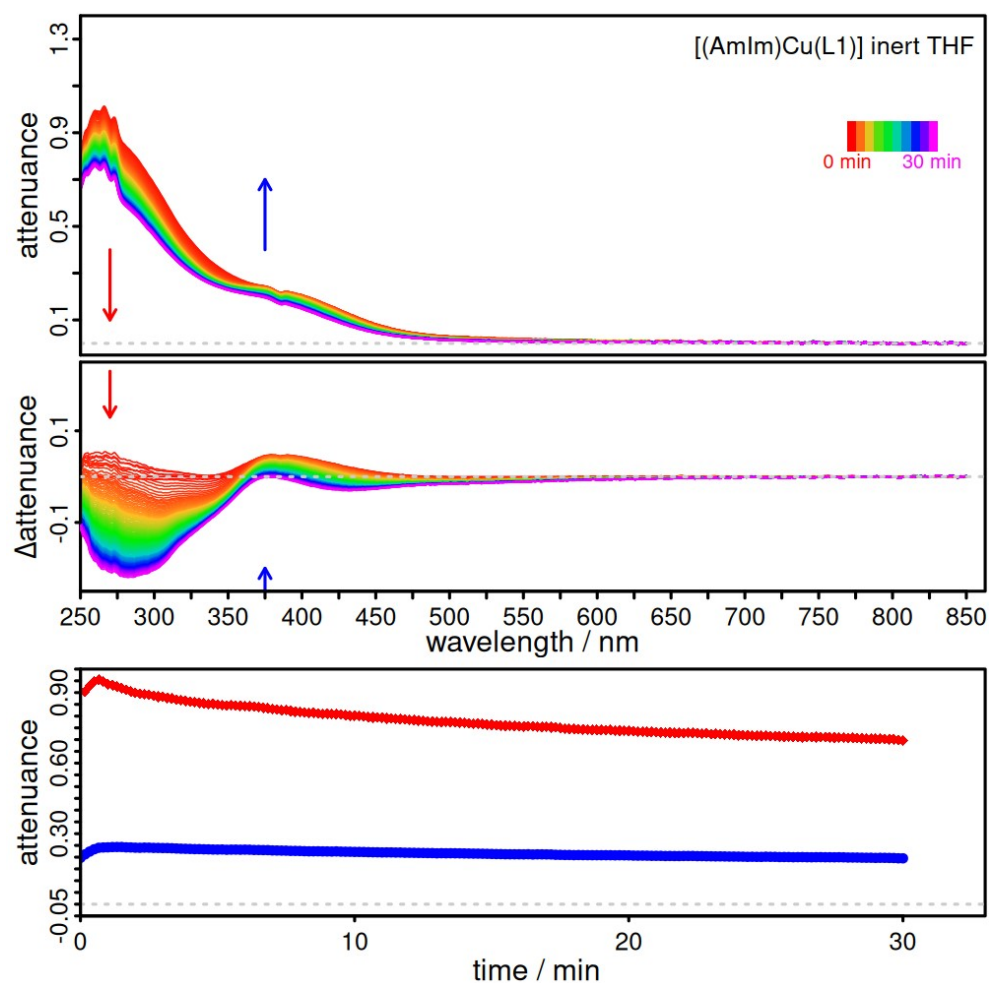 [(AmIm)Cu(L1)] inert THF
0 min 30 min
attenuance
1.3
0.9
0.5
0.1
Δattenuance
0.1
-0.1
250 300 350 400 450 500 550 600 650 700 750 800 850
wavelength / nm
attenuance
0.90
0.60
0.30
-0.05
0 10 20 30
time / min